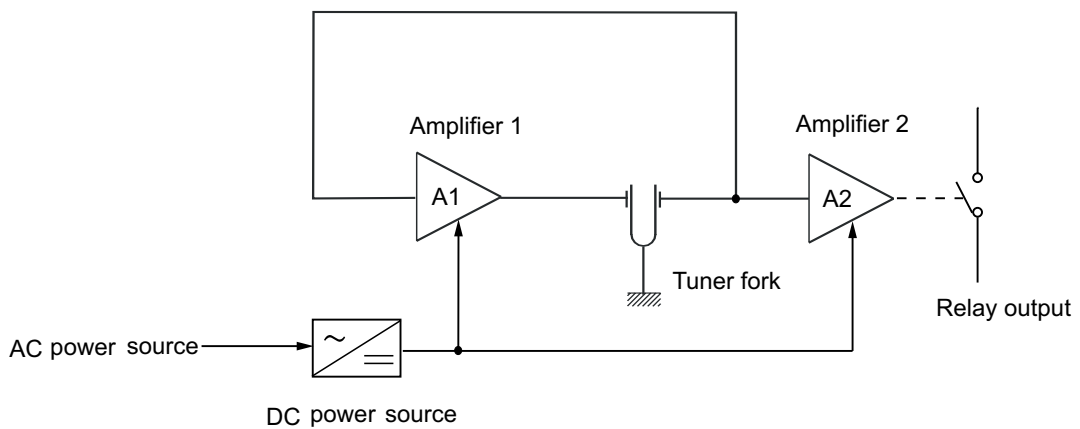 Amplifier 1
Amplifier 2
A1
A2
Tuner fork
Relay output
AC power source
DC power source